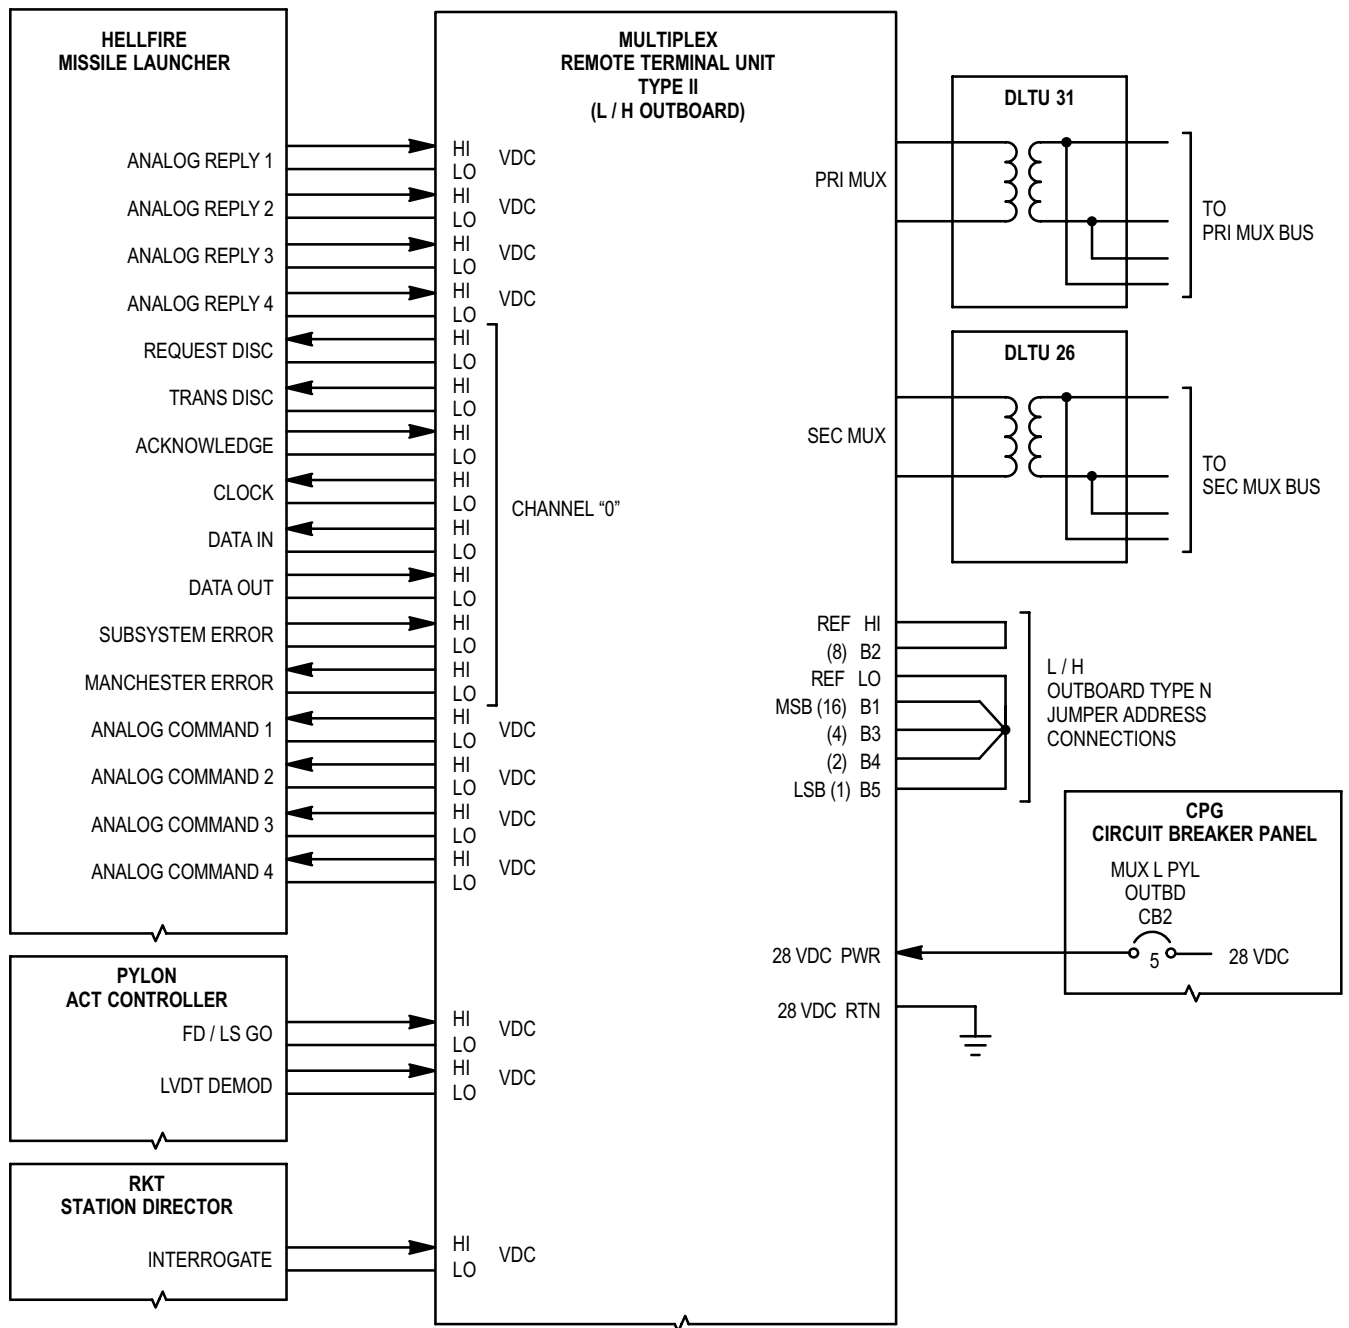 HELLFIRE
MISSILE LAUNCHER
ANALOG REPLY 1
ANALOG REPLY 2
ANALOG REPLY 3
ANALOG REPLY 4
REQUEST DISC
TRANS DISC
ACKNOWLEDGE
CLOCK
DATA IN
DATA OUT
SUBSYSTEM ERROR
MANCHESTER ERROR
ANALOG COMMAND 1
ANALOG COMMAND 2
ANALOG COMMAND 3
ANALOG COMMAND 4
PYLON
ACT CONTROLLER
FD / LS GO
LVDT DEMOD
RKT
STATION DIRECTOR
INTERROGATE
MULTIPLEX
REMOTE TERMINAL UNIT
TYPE II
(L / H OUTBOARD)
HI
VDC
LO
HI
VDC
LO
HI
VDC
LO
HI
VDC
LO
HI
LO
HI
LO
HI
LO
HI
LO
CHANNEL “0”
HI
LO
HI
LO
HI
LO
HI
LO
HI
VDC
LO
HI
VDC
LO
HI
VDC
LO
HI
VDC
LO
HI
VDC
LO
HI
VDC
LO
HI
VDC
LO
PRI MUX
SEC MUX
REF HI
(8) B2
REF LO
MSB (16) B1
(4) B3
(2) B4
LSB (1) B5
28 VDC PWR
28 VDC RTN
DLTU 31
TO
PRI MUX BUS
DLTU 26
TO
SEC MUX BUS
L / H
OUTBOARD TYPE N
JUMPER ADDRESS
CONNECTIONS
CPG
CIRCUIT BREAKER PANEL
MUX L PYL
OUTBD
CB2
5
28 VDC